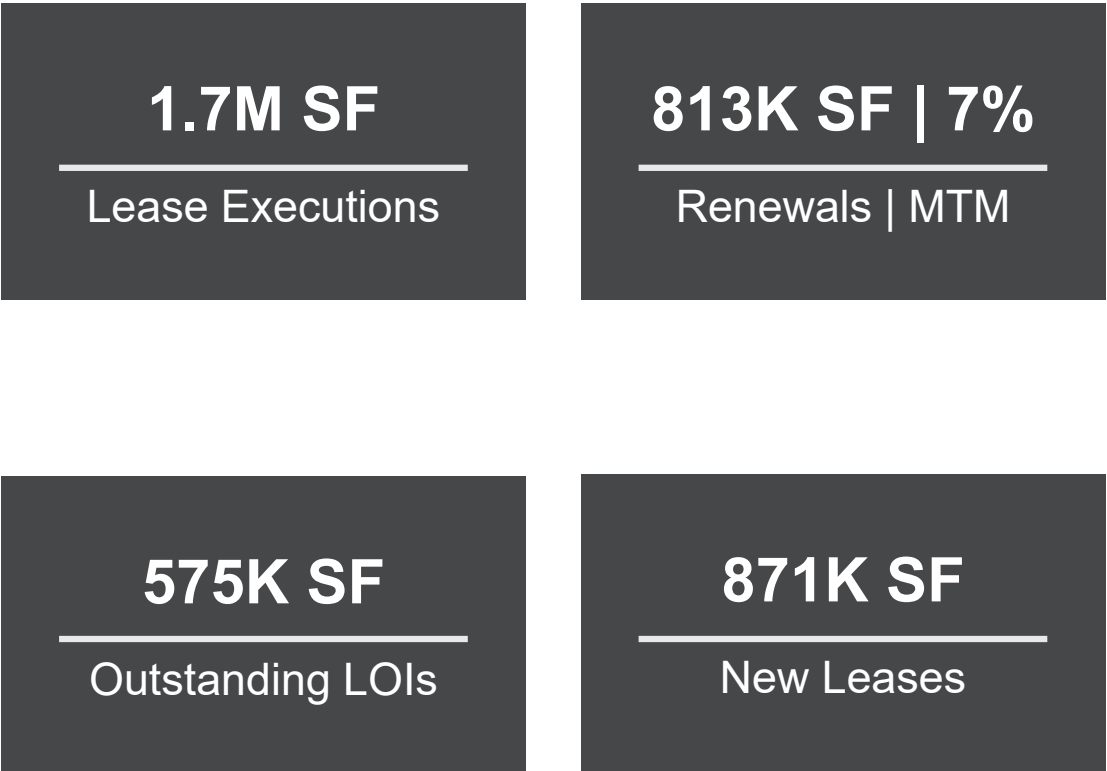 1.7M SF
Lease Executions
813K SF | 7%
Renewals | MTM
575K SF
Outstanding LOIs
871K SF
New Leases